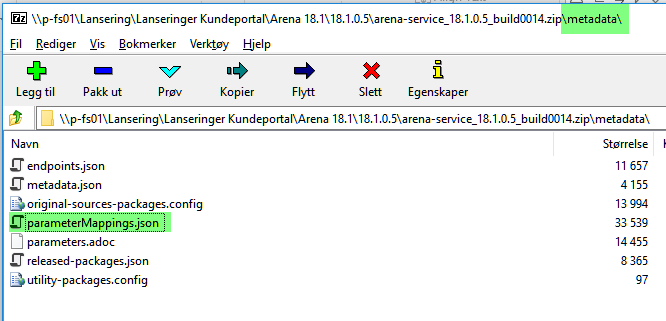 \\p-fs01\Lansering\Lanseringer Kundeportal\Arena 18.1\18.1.0.5\arena-service_18.1.0.5_build0014.zip\metadata\
Fil Rediger Vis Bokmerker Verktøy Hjelp
Legg til Pakk ut Prøv Kopier Flytt Slett Egenskaper
\\p-fs01\Lansering\Lanseringer Kundeportal\Arena 18.1\18.1.0.5\arena-service_18.1.0.5_build0014.zip\metadata\
Navn Størrelse
endpoints.json 11 657
metadata.json 4 155
original-sources-packages.config 13 994
parameterMappings.json 33 539
parameters.adoc 14 455
released-packages.json 8 365
utility-packages.config 97